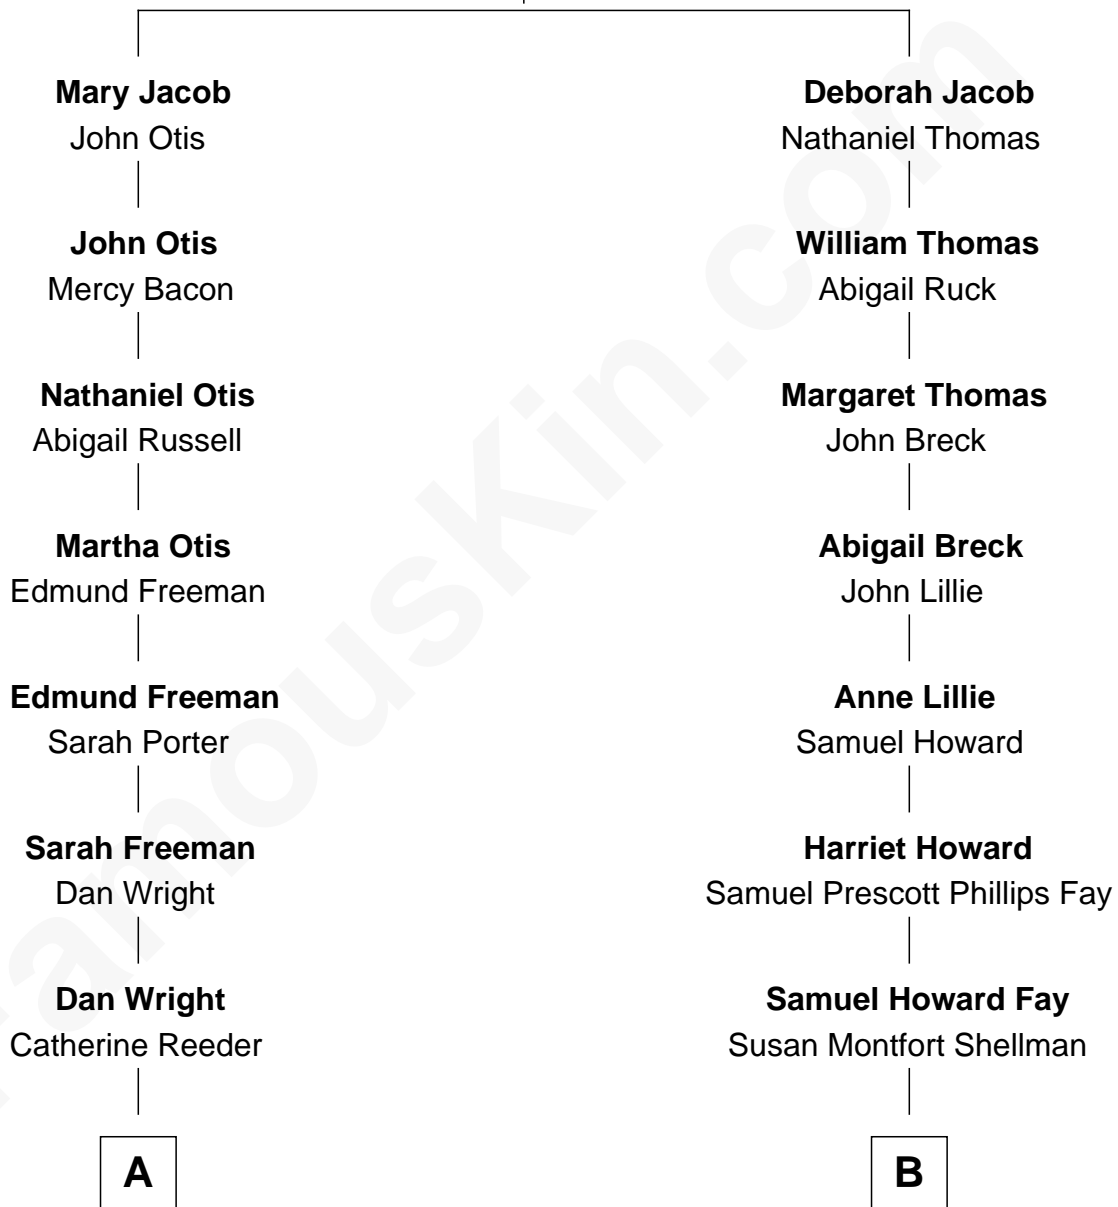 Mary Jacob
John Otis
John Otis
Mercy Bacon
Nathaniel Otis
Abigail Russell
Martha Otis
Edmund Freeman
Edmund Freeman
Sarah Porter
Sarah Freeman
Dan Wright
Dan Wright
Catherine Reeder
A
Deborah Jacob
Nathaniel Thomas
William Thomas
Abigail Ruck
Margaret Thomas
John Breck
Abigail Breck
John Lillie
Anne Lillie
Samuel Howard
Harriet Howard
Samuel Prescott Phillips Fay
Samuel Howard Fay
Susan Montfort Shellman
B
FamousKin.com